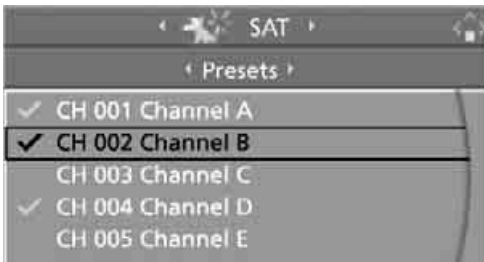 SAT
Presets
CH 001 Channel A
CH 002 Channel B
CH 003 Channel C
CH 004 Channel D
CH 005 Channel E